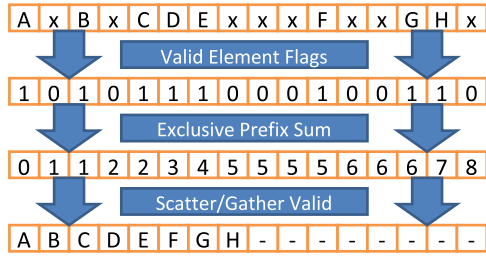 A x B x C D E x x x F x x G H x
Valid Element Flags
1 0 1 0 1 1 1 0 0 0 1 0 0 1 1 0
Exclusive Prefix Sum
0 1 1 2 2 3 4 5 5 5 5 6 6 6 7 8
Scatter/Gather Valid
A B C D E F G H - - - - - - - -